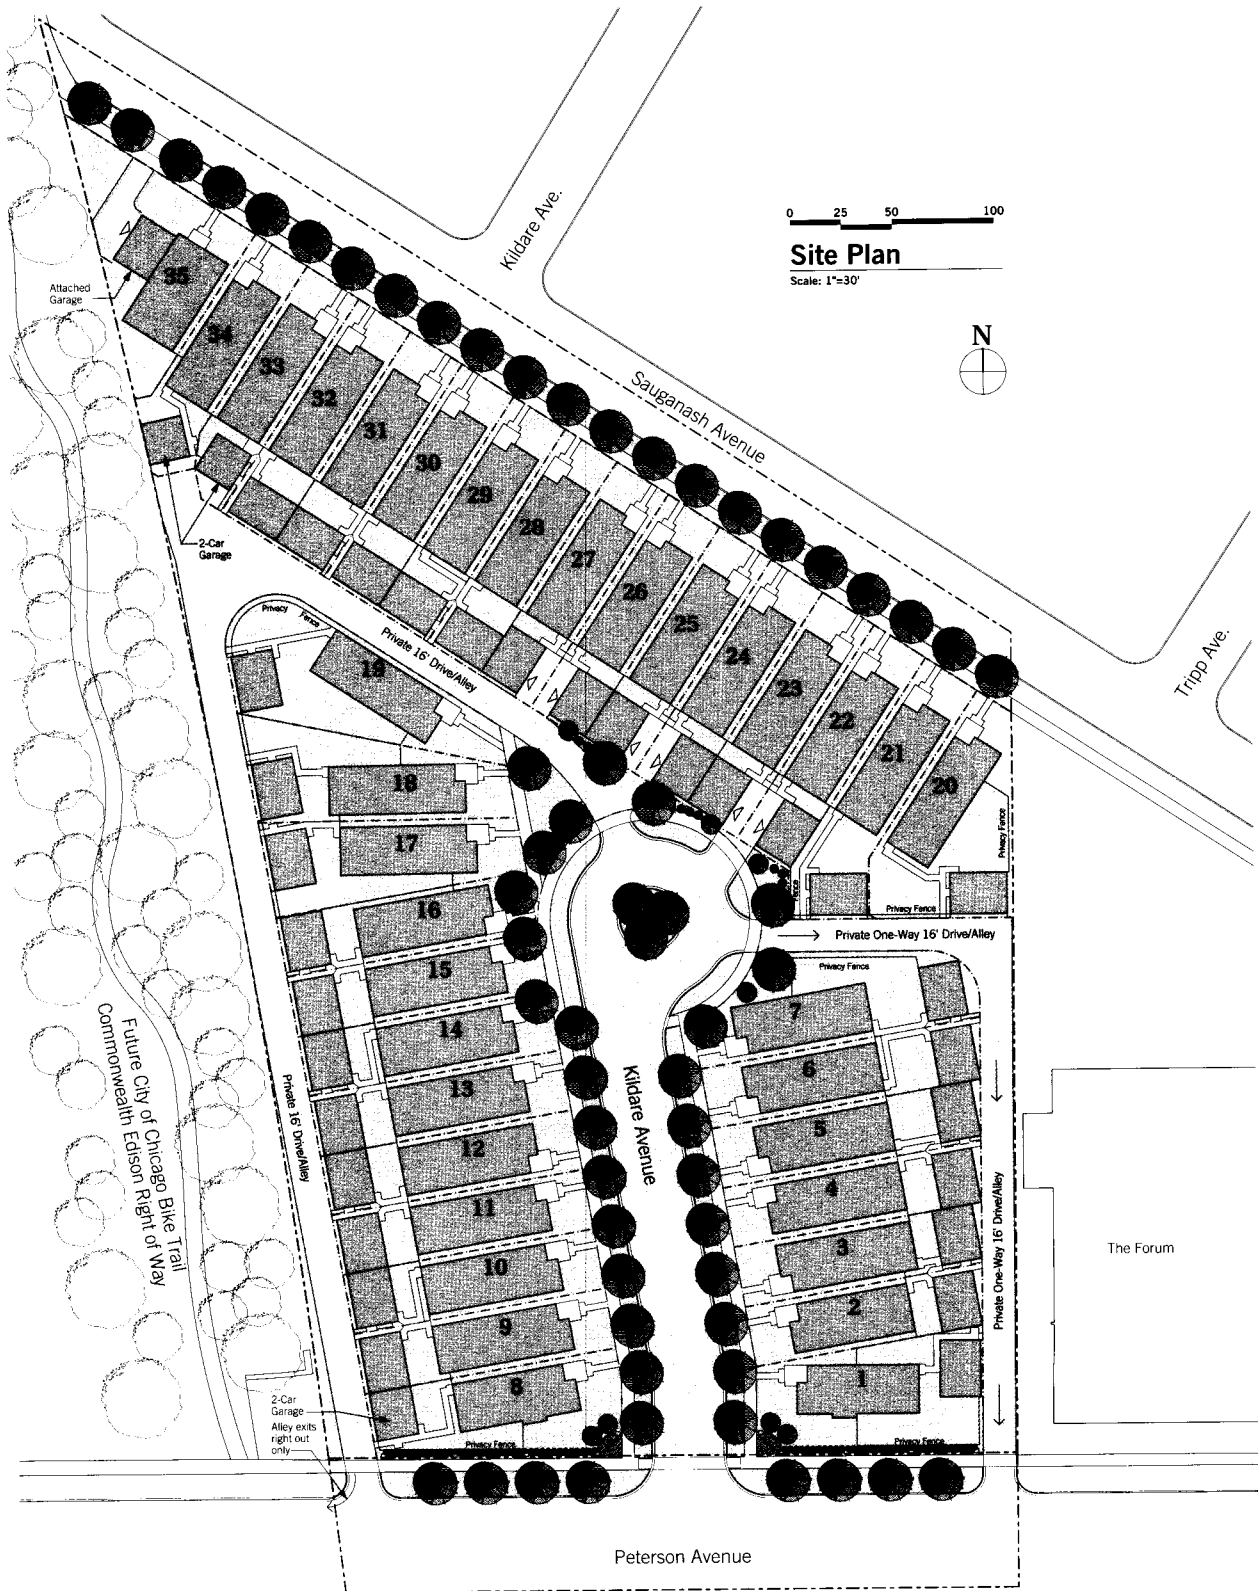 Kildare Ave.
0 25 50 100
Site Plan
Scale: 1"=30'
N
Attached
Garage
35
34
33
32
31
30
29
28
27
26
25
24
23
22
21
20
Sauganash Avenue
Tripp Ave.
2-Car
Garage
Privacy Fence
Private 16' Drive/Alley
19
18
17
16
15
14
13
12
11
10
9
8
Privacy Fence
Fence
Privacy Fence
Private One-Way 16' Drive/Alley
Privacy Fence
7
6
5
4
3
2
1
Kildare Avenue
Private 16' Drive/Alley
Private One-Way 16' Drive/Alley
The Forum
Future City of Chicago Bike Trail
Commonwealth Edison Right of Way
2-Car
Garage
Alley exits
right out
only
Privacy Fence
Privacy Fence
Peterson Avenue